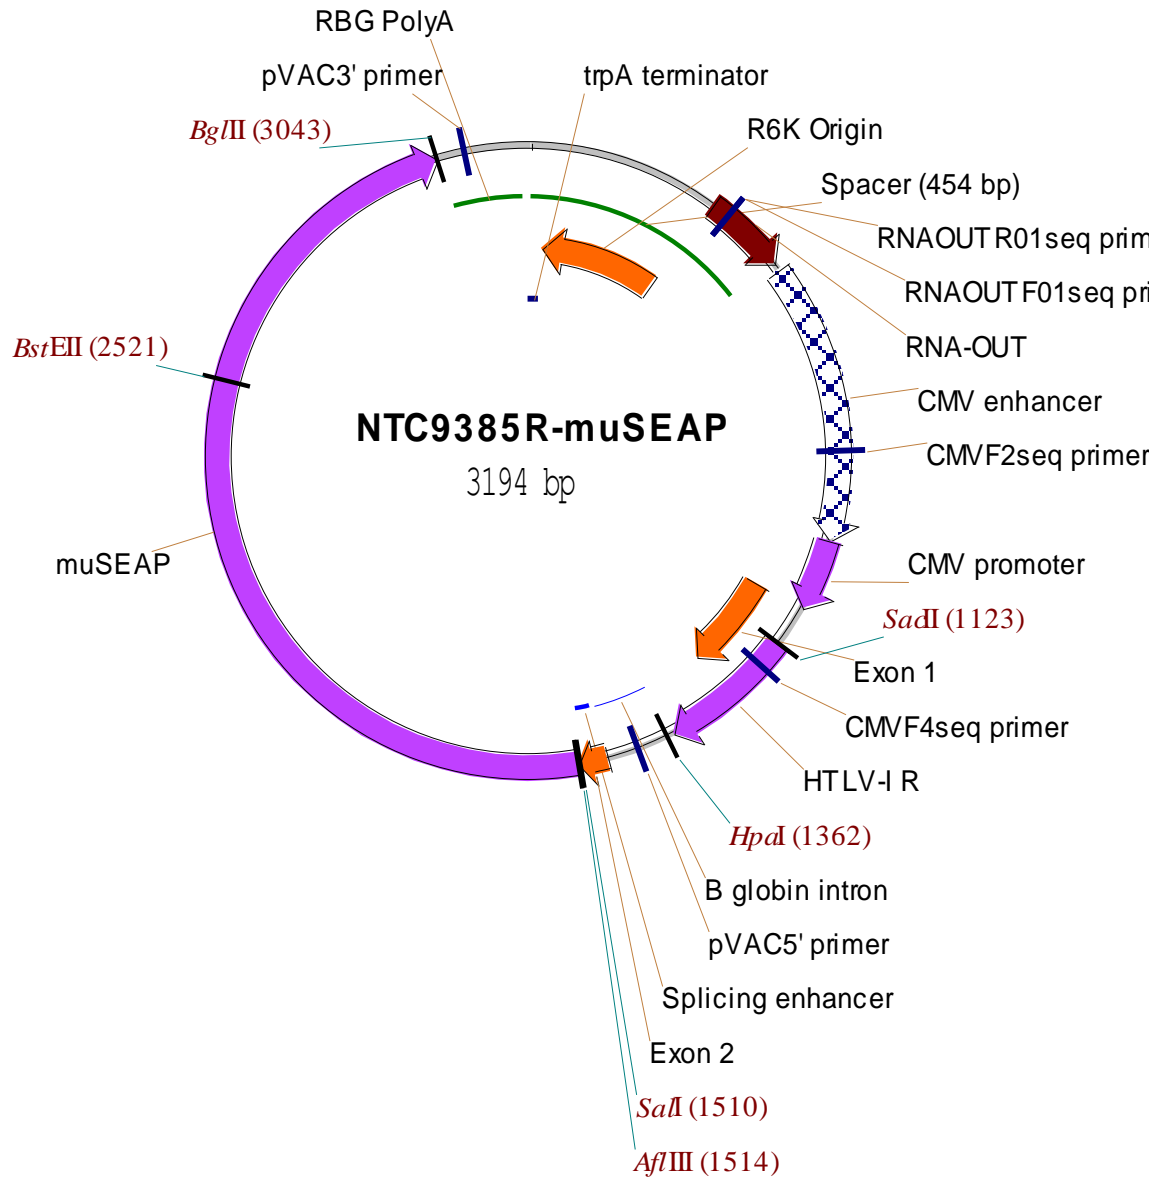 RBG PolyA
pVAC3' primer
trpA terminator
BglII (3043)
R6K Origin
Spacer (454 bp)
RNAOUT R01seq prim
RNAOUT F01seq pri
RNA-OUT
BstEII (2521)
CMV enhancer
NTC9385R-muSEAP
CMVF2seq primer
3194 bp
muSEAP
CMV promoter
SacII (1123)
Exon 1
CMVF4seq primer
HTLV-I R
HpaI (1362)
B globin intron
pVAC5' primer
Splicing enhancer
Exon 2
SalI (1510)
AflIII (1514)